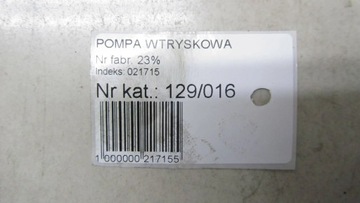 POMPA WTRYSKOWA
Nr fabr. 23%
Indeks: 021715
Nr kat.: 129/016
1 000000 217155